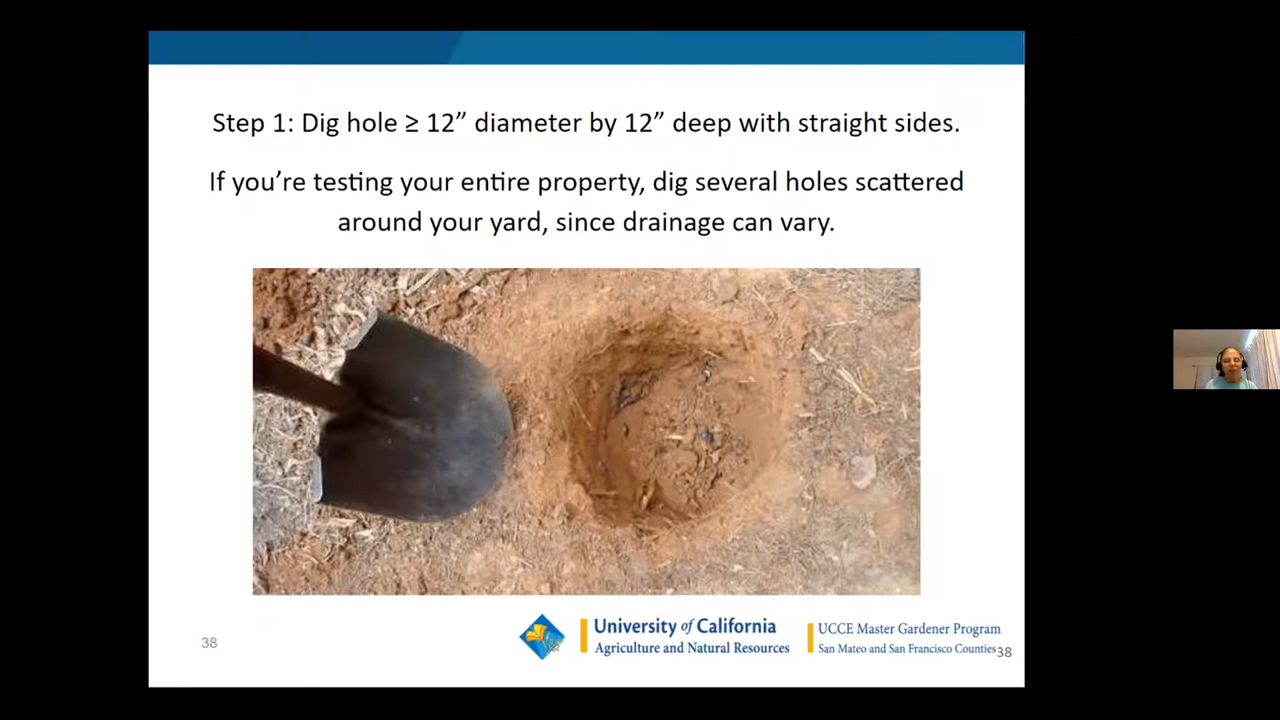 Step 1: Dig hole ≥ 12” diameter by 12” deep with straight sides.
If you’re testing your entire property, dig several holes scattered
around your yard, since drainage can vary.
38
University of California
Agriculture and Natural Resources
UCCE Master Gardener Program
San Mateo and San Francisco Counties
38